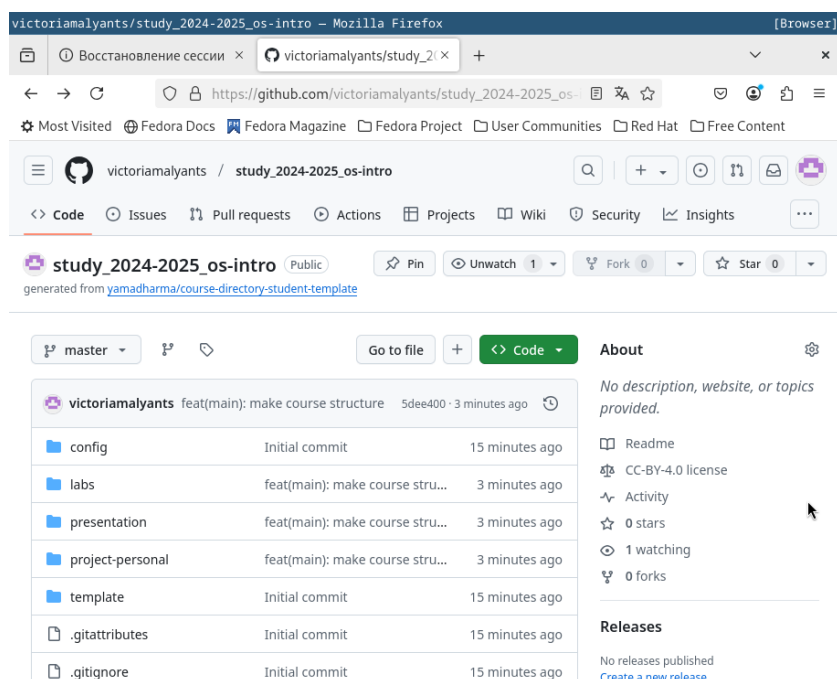 victoriamalyants/study_2024-2025_os-intro — Mozilla Firefox [Browser]
Восстановление сессии × victoriamalyants/study_2 × +
https://github.com/victoriamalyants/study_2024-2025_os-
Most Visited Fedora Docs Fedora Magazine Fedora Project User Communities Red Hat Free Content
victoriamalyants / study_2024-2025_os-intro
Code Issues Pull requests Actions Projects Wiki Security Insights ...
study_2024-2025_os-intro Public Pin Unwatch 1 Fork 0 Star 0
generated from yamadharma/course-directory-student-template
master Go to file + Code About
No description, website, or topics
provided.
victoriamalyants feat(main): make course structure 5dee400 · 3 minutes ago
config Initial commit 15 minutes ago
Readme
CC-BY-4.0 license
labs feat(main): make course stru... 3 minutes ago
Activity
presentation feat(main): make course stru... 3 minutes ago
0 stars
1 watching
project-personal feat(main): make course stru... 3 minutes ago
0 forks
template Initial commit 15 minutes ago
Releases
.gitattributes Initial commit 15 minutes ago
No releases published
.gitignore Initial commit 15 minutes ago
Create a new release